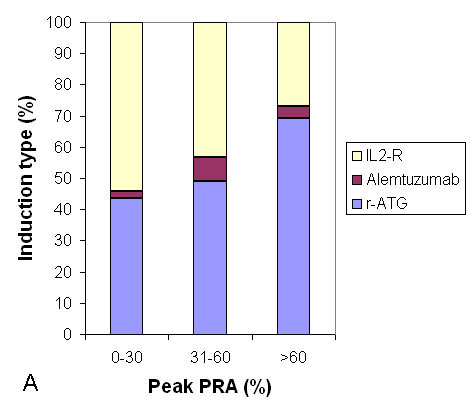 Induction type (%)
100
90
80
70
60
50
40
30
20
10
0
0-30 31-60 >60
Peak PRA (%)
IL2-R
Alemtuzumab
r-ATG
A